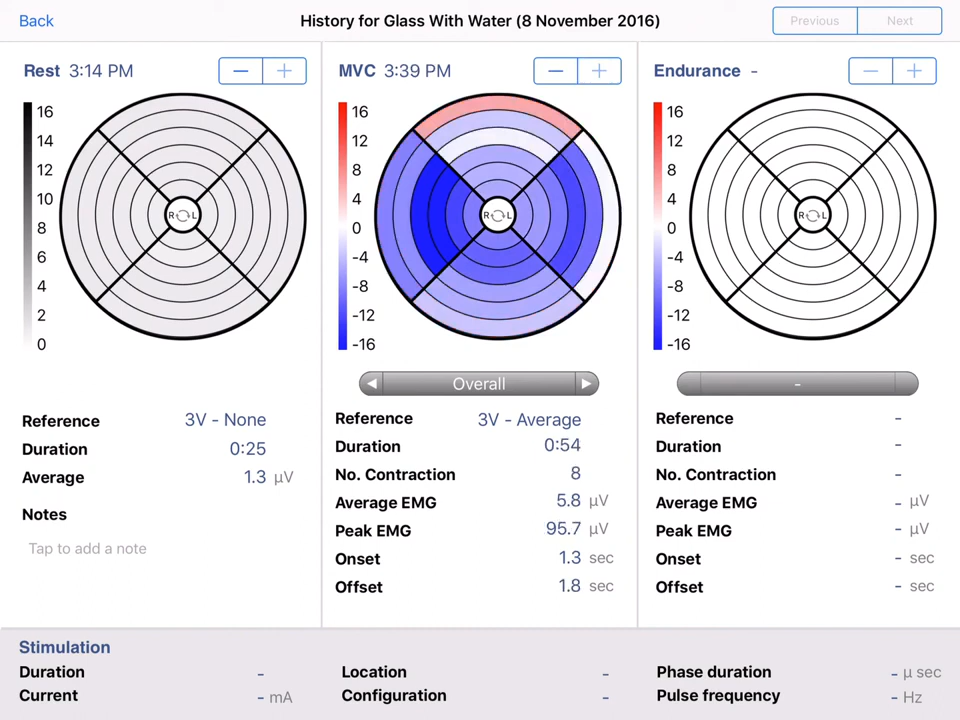 Back
History for Glass With Water (8 November 2016)
Previous
Next
Rest 3:14 PM
— +
16
14
12
10
8
6
4
2
0
R L
Reference 3V - None
Duration 0:25
Average 1.3 µV
Notes
Tap to add a note
MVC 3:39 PM
— +
16
12
8
4
0
-4
-8
-12
-16
R L
Overall
Reference 3V - Average
Duration 0:54
No. Contraction 8
Average EMG 5.8 µV
Peak EMG 95.7 µV
Onset 1.3 sec
Offset 1.8 sec
Endurance -
— +
16
12
8
4
0
-4
-8
-12
-16
R L
-
Reference -
Duration -
No. Contraction -
Average EMG - µV
Peak EMG - µV
Onset - sec
Offset - sec
Stimulation
Duration -
Current - mA
Location -
Configuration -
Phase duration - µ sec
Pulse frequency - Hz